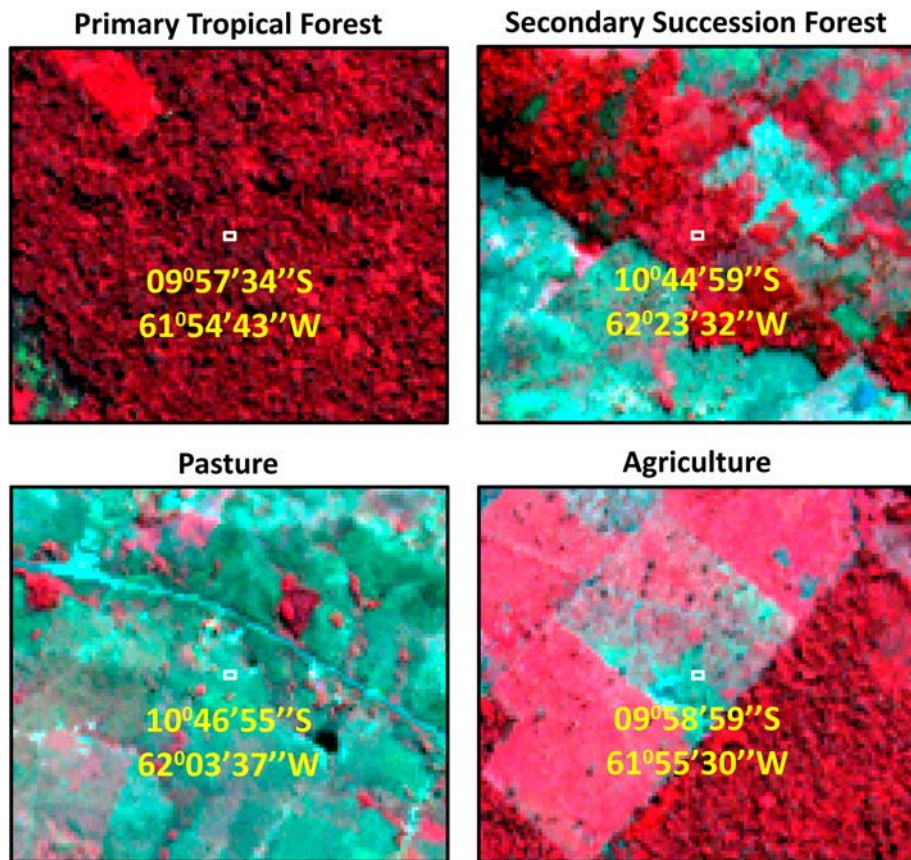 Primary Tropical Forest
Secondary Succession Forest
09⁰57’34’’S
61⁰54’43’’W
10⁰44’59’’S
62⁰23’32’’W
Pasture
Agriculture
10⁰46’55’’S
62⁰03’37’’W
09⁰58’59’’S
61⁰55’30’’W